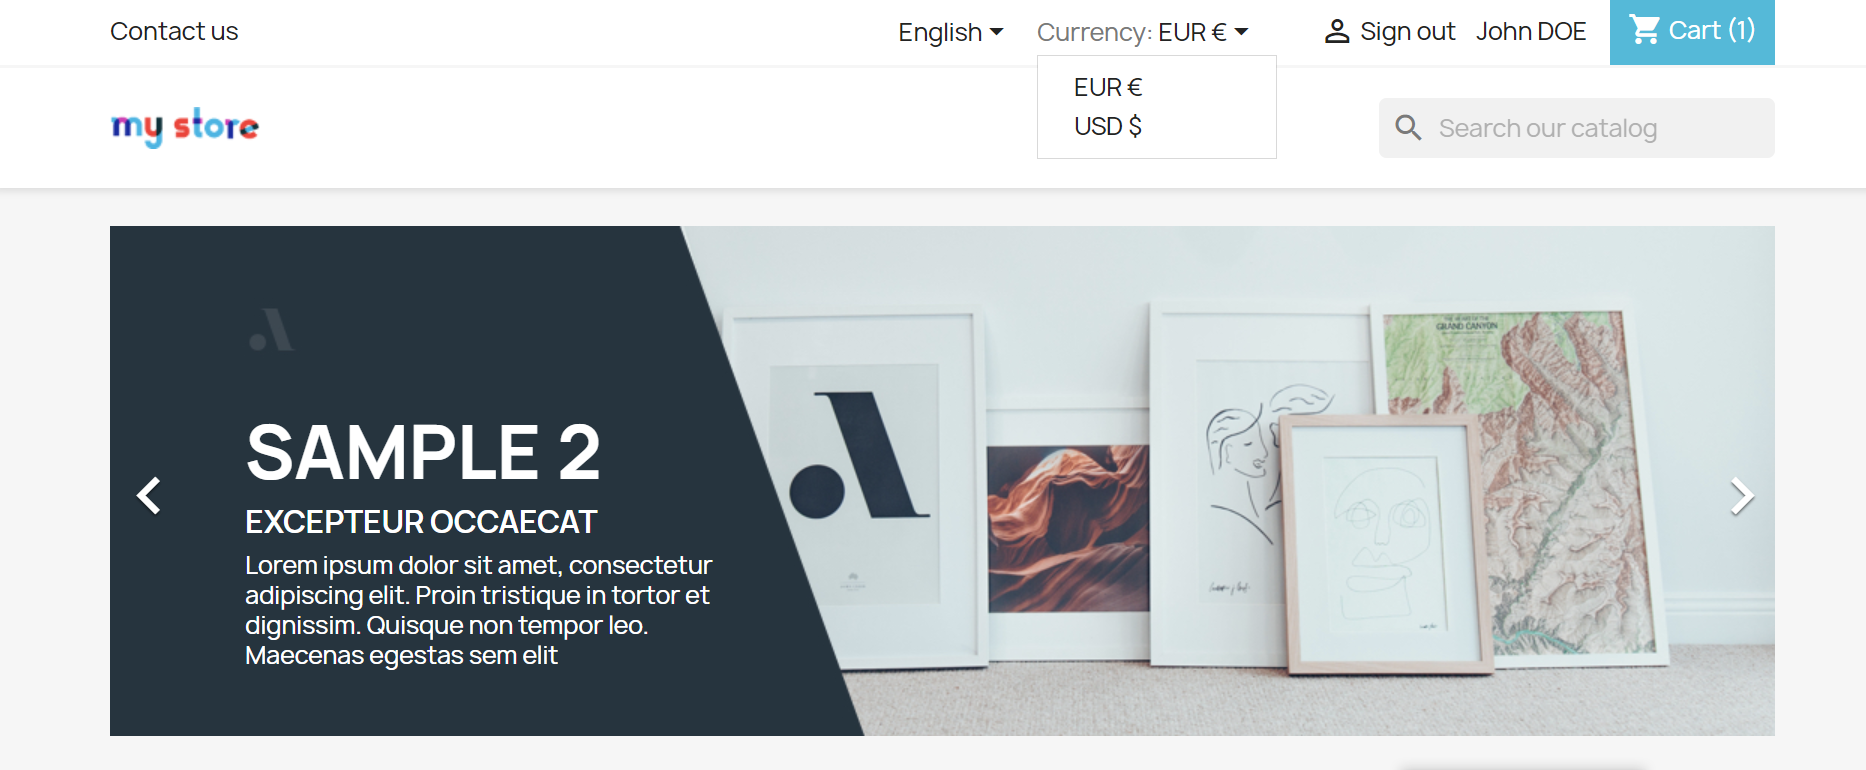 Contact us
English
Currency: EUR €
Sign out
John DOE
Cart (1)
EUR €
USD $
my store
Search our catalog
GRAND CANYON
SAMPLE 2
EXCEPTEUR OCCAECAT
Lorem ipsum dolor sit amet, consectetur
adipiscing elit. Proin tristique in tortor et
dignissim. Quisque non tempor leo.
Maecenas egestas sem elit